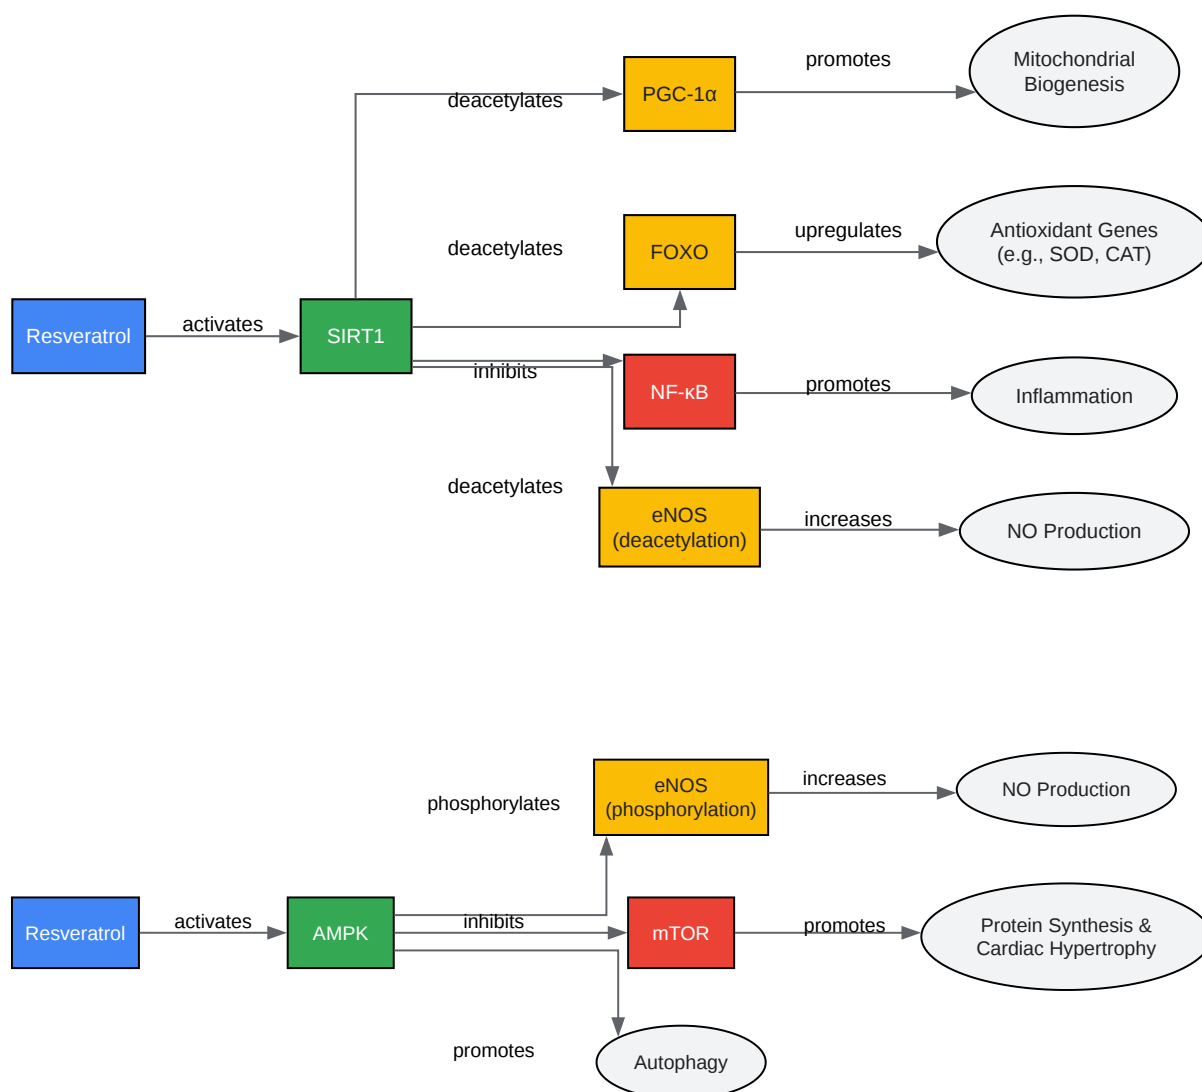 promotes
Mitochondrial
Biogenesis
deacetylates
PGC-1α
deacetylates
FOXO
upregulates
Antioxidant Genes
(e.g., SOD, CAT)
Resveratrol
activates
SIRT1
inhibits
NF-κB
promotes
Inflammation
deacetylates
eNOS
(deacetylation)
increases
NO Production
phosphorylates
eNOS
(phosphorylation)
increases
NO Production
Resveratrol
activates
AMPK
inhibits
mTOR
promotes
Protein Synthesis &
Cardiac Hypertrophy
promotes
Autophagy